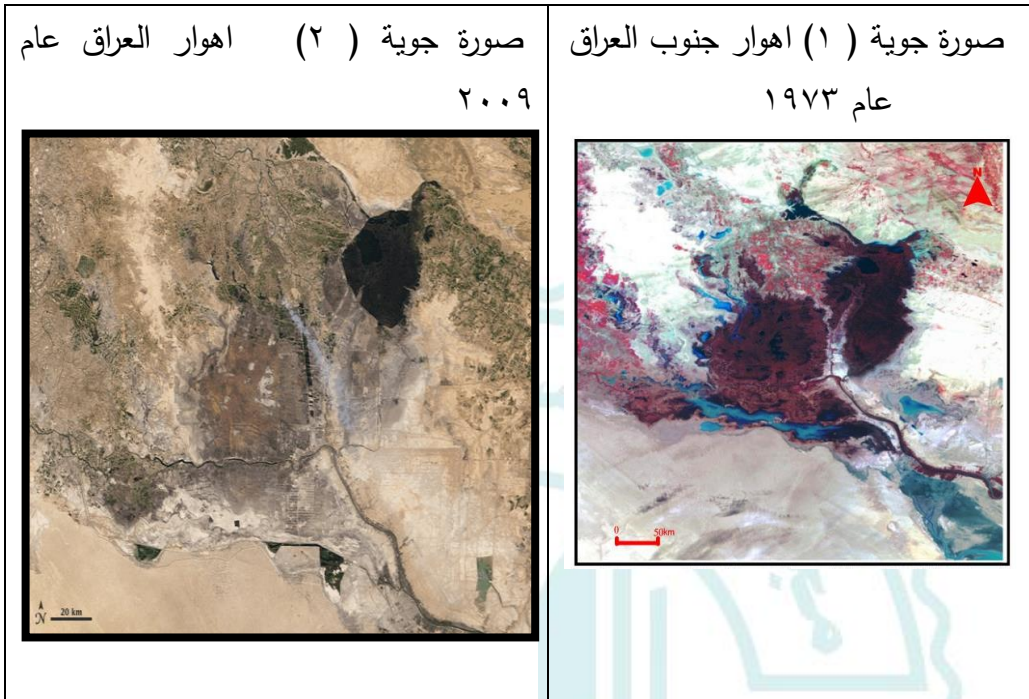 صورة جوية ( ١ ) اهوار جنوب العراق
عام ١٩٧٣
N
0 50km
صورة جوية ( ٢ ) اهوار العراق عام
٢٠٠٩
N 20 km